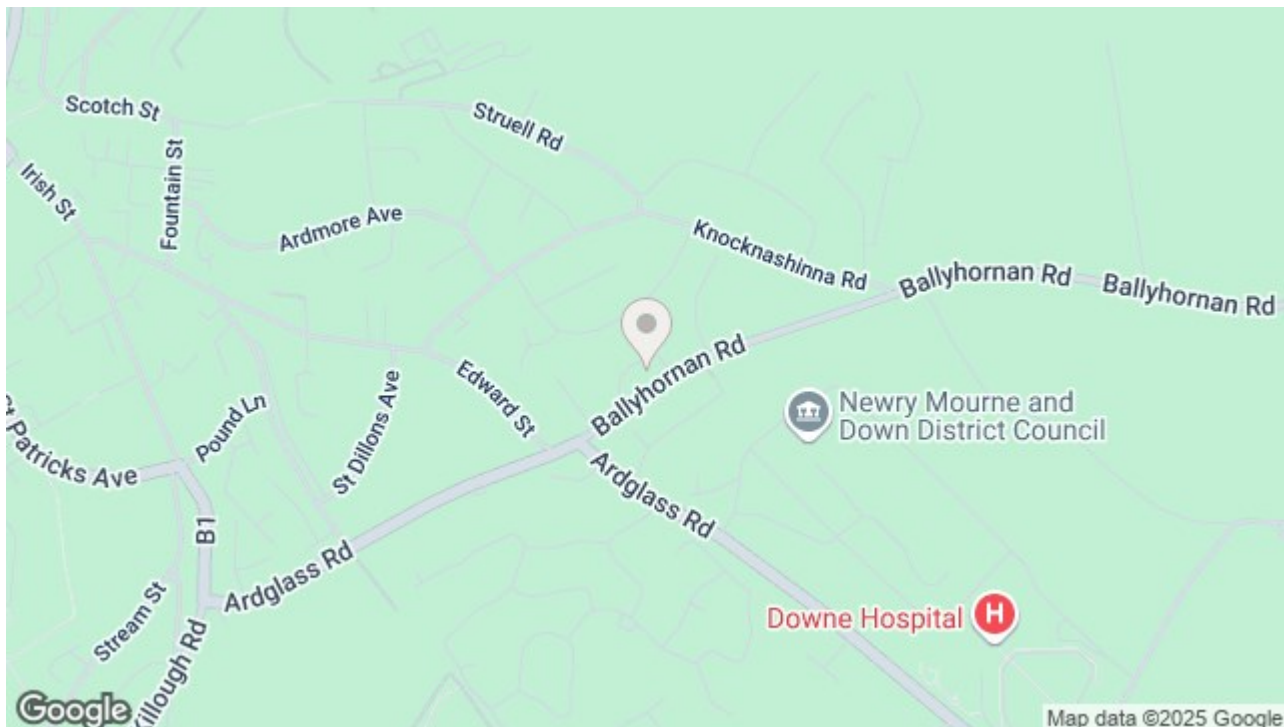 Scotch St
Struell Rd
Irish St
Fountain St
Ardmore Ave
Knocknashinna Rd
Ballyhornan Rd
Ballyhornan Rd
Ballyhornan Rd
Edward St
Newry Mourne and
Down District Council
St Patricks Ave
Pound Ln
St Dillons Ave
Ardglass Rd
B1
Ardglass Rd
Stream St
Downe Hospital
H
Killough Rd
Google
Map data ©2025 Google